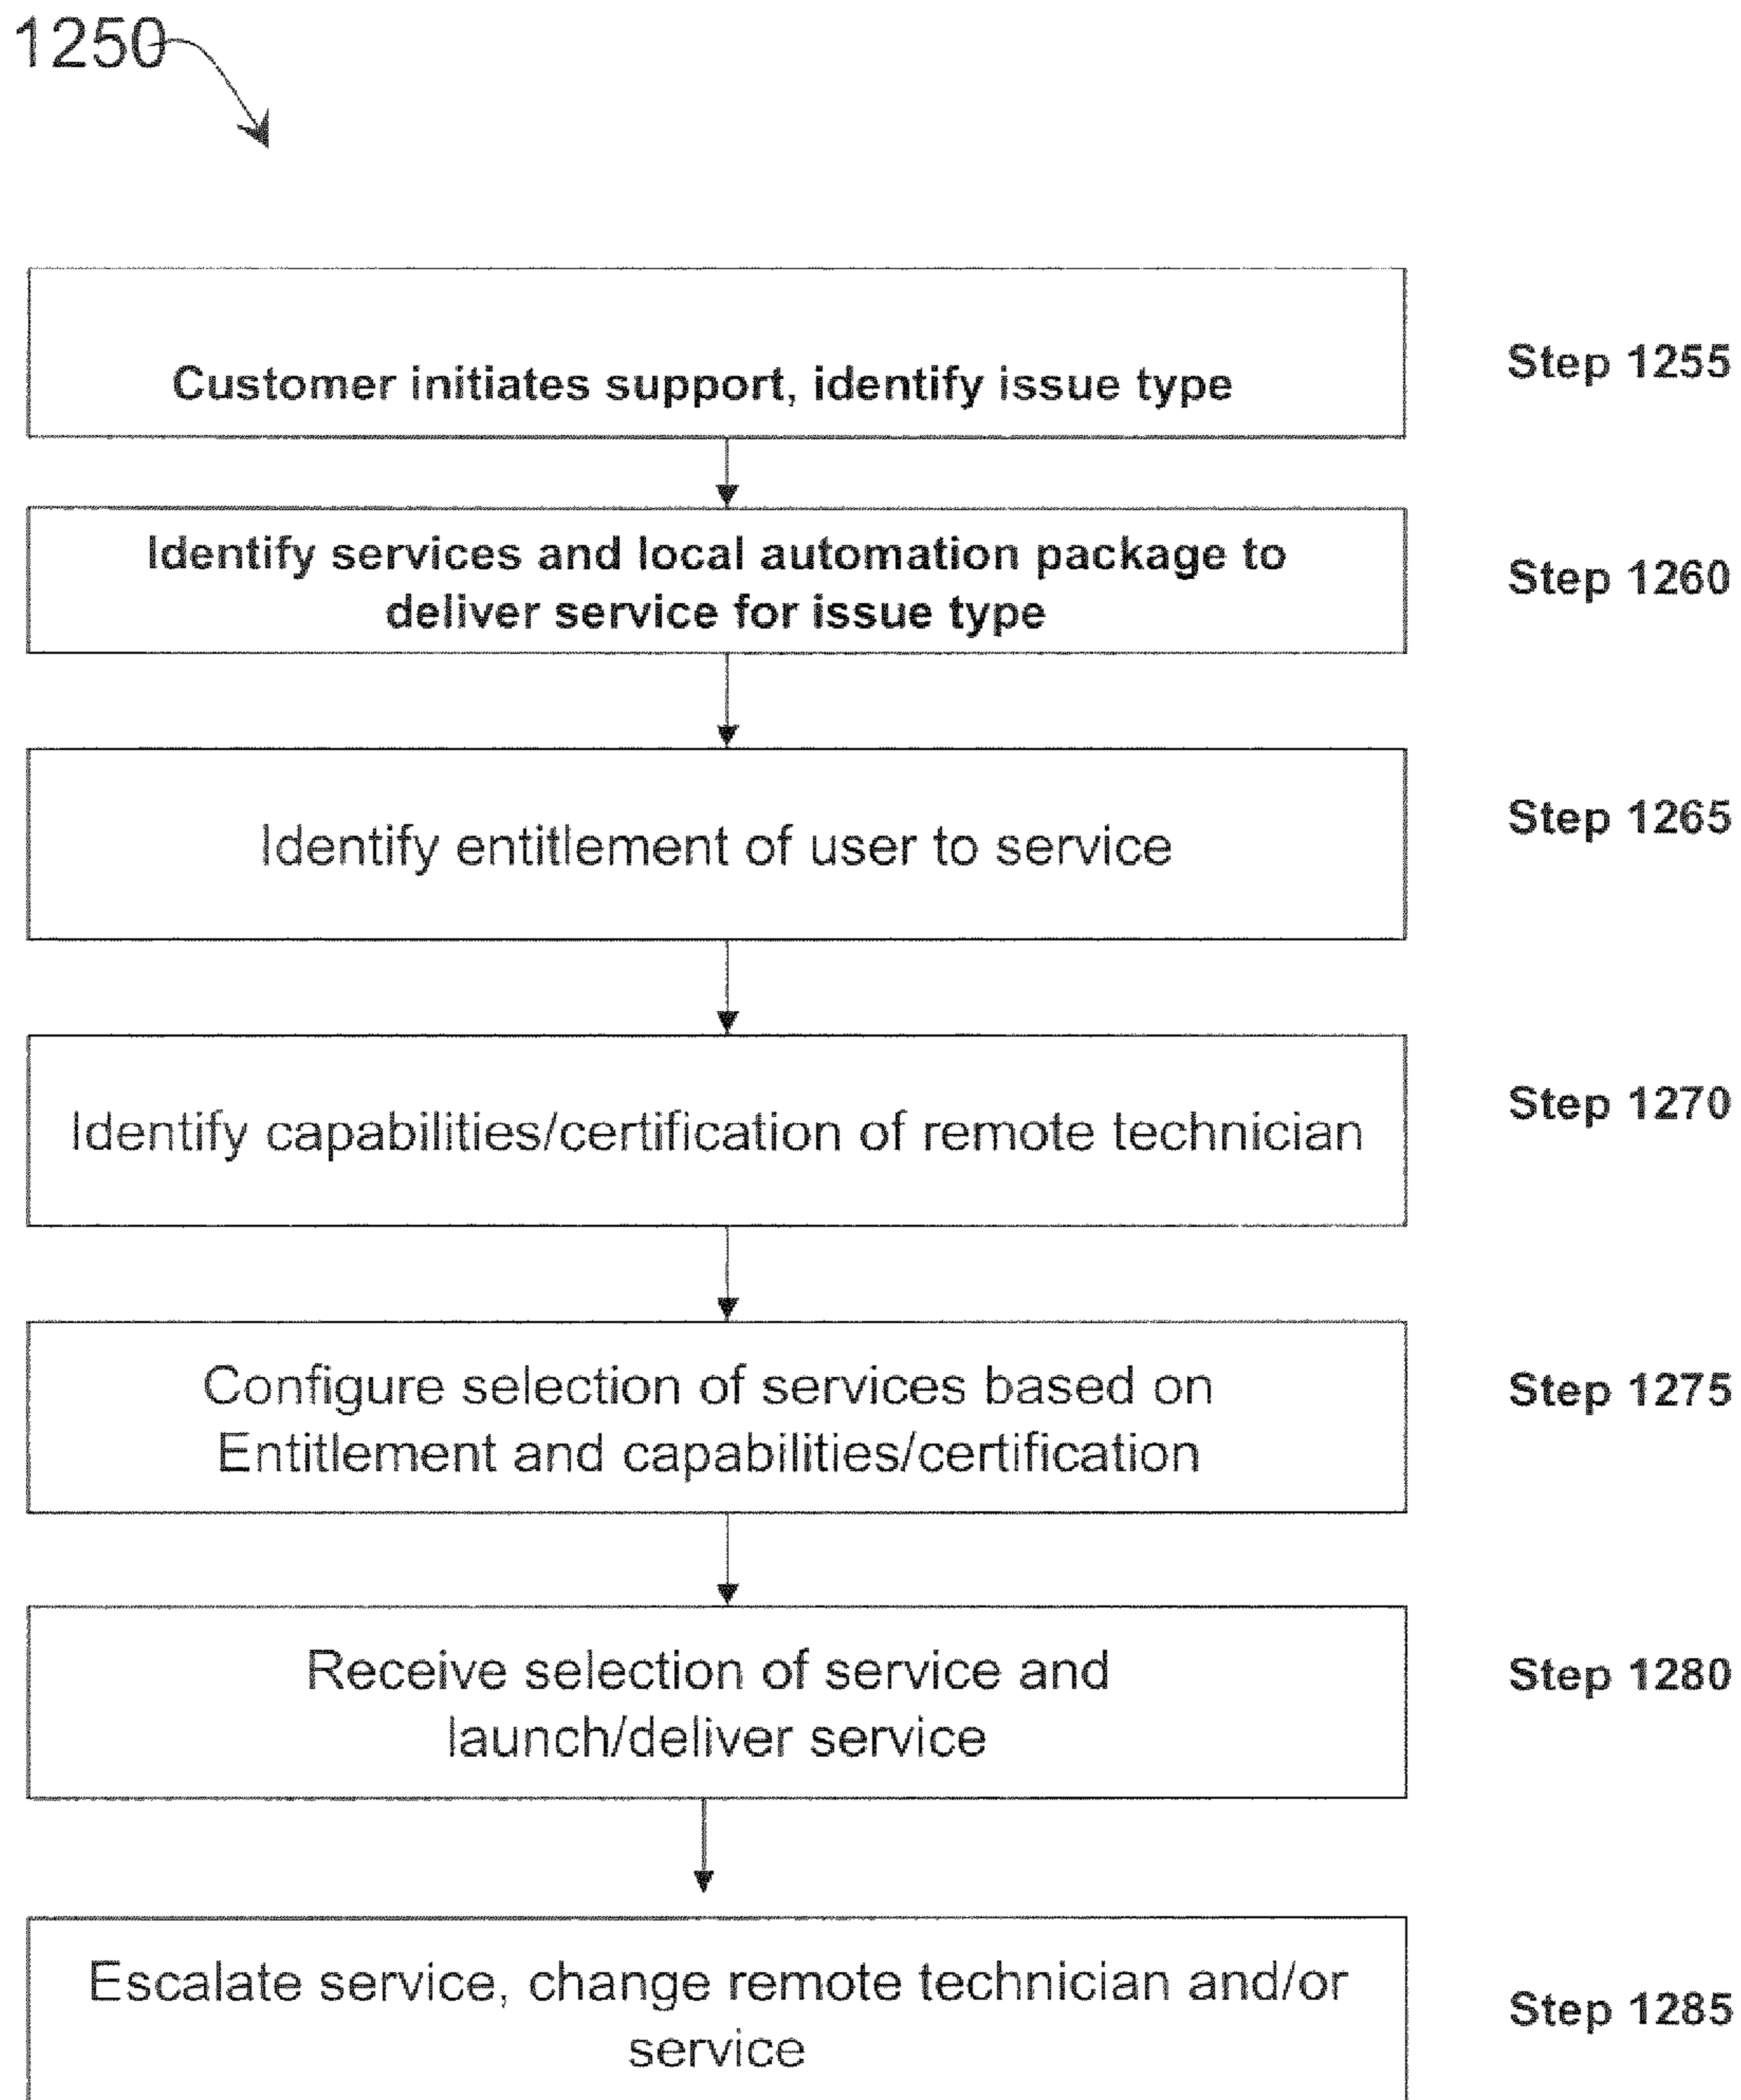 1250
Customer initiates support, identify issue type
Step 1255
Identify services and local automation package to
deliver service for issue type
Step 1260
Identify entitlement of user to service
Step 1265
Identify capabilities/certification of remote technician
Step 1270
Configure selection of services based on
Entitlement and capabilities/certification
Step 1275
Receive selection of service and
launch/deliver service
Step 1280
Escalate service, change remote technician and/or
service
Step 1285